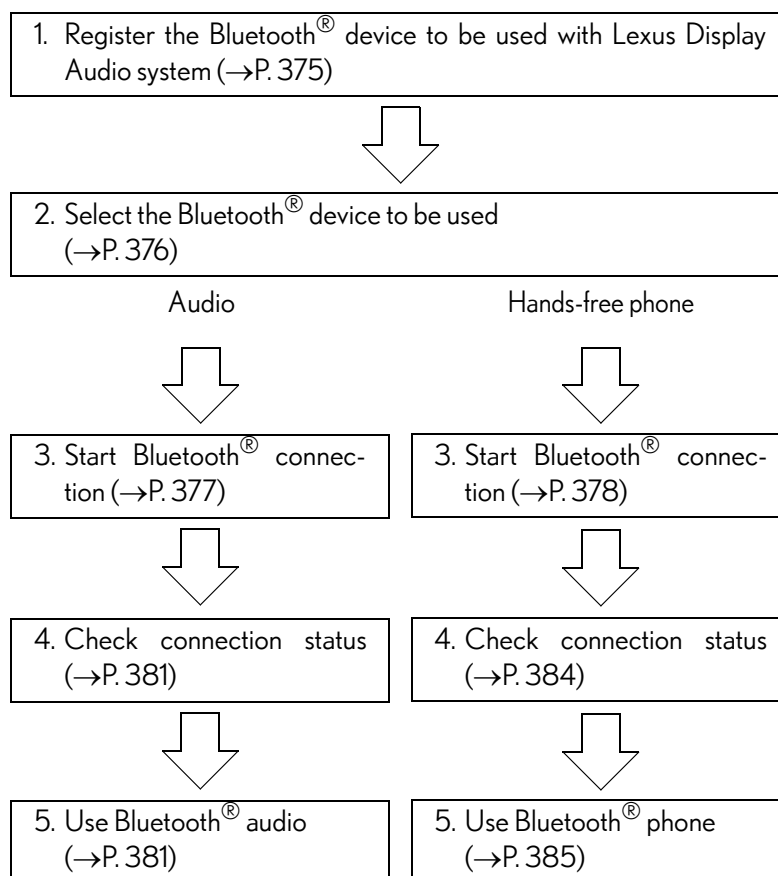 1. Register the Bluetooth® device to be used with Lexus Display
Audio system (→P. 375)
2. Select the Bluetooth® device to be used
(→P. 376)
Audio
Hands-free phone
3. Start Bluetooth® connec-
tion (→P. 377)
3. Start Bluetooth® connec-
tion (→P. 378)
4. Check connection status
(→P. 381)
4. Check connection status
(→P. 384)
5. Use Bluetooth® audio
(→P. 381)
5. Use Bluetooth® phone
(→P. 385)